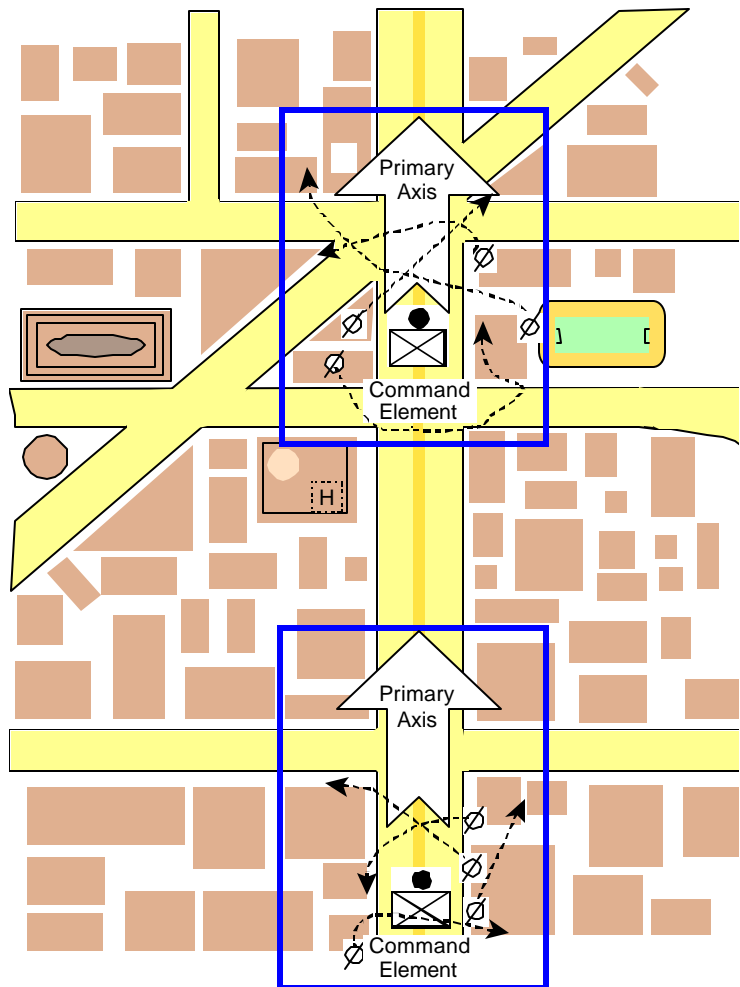 Primary
Axis
Command
Element
H
Primary
Axis
Command
Element